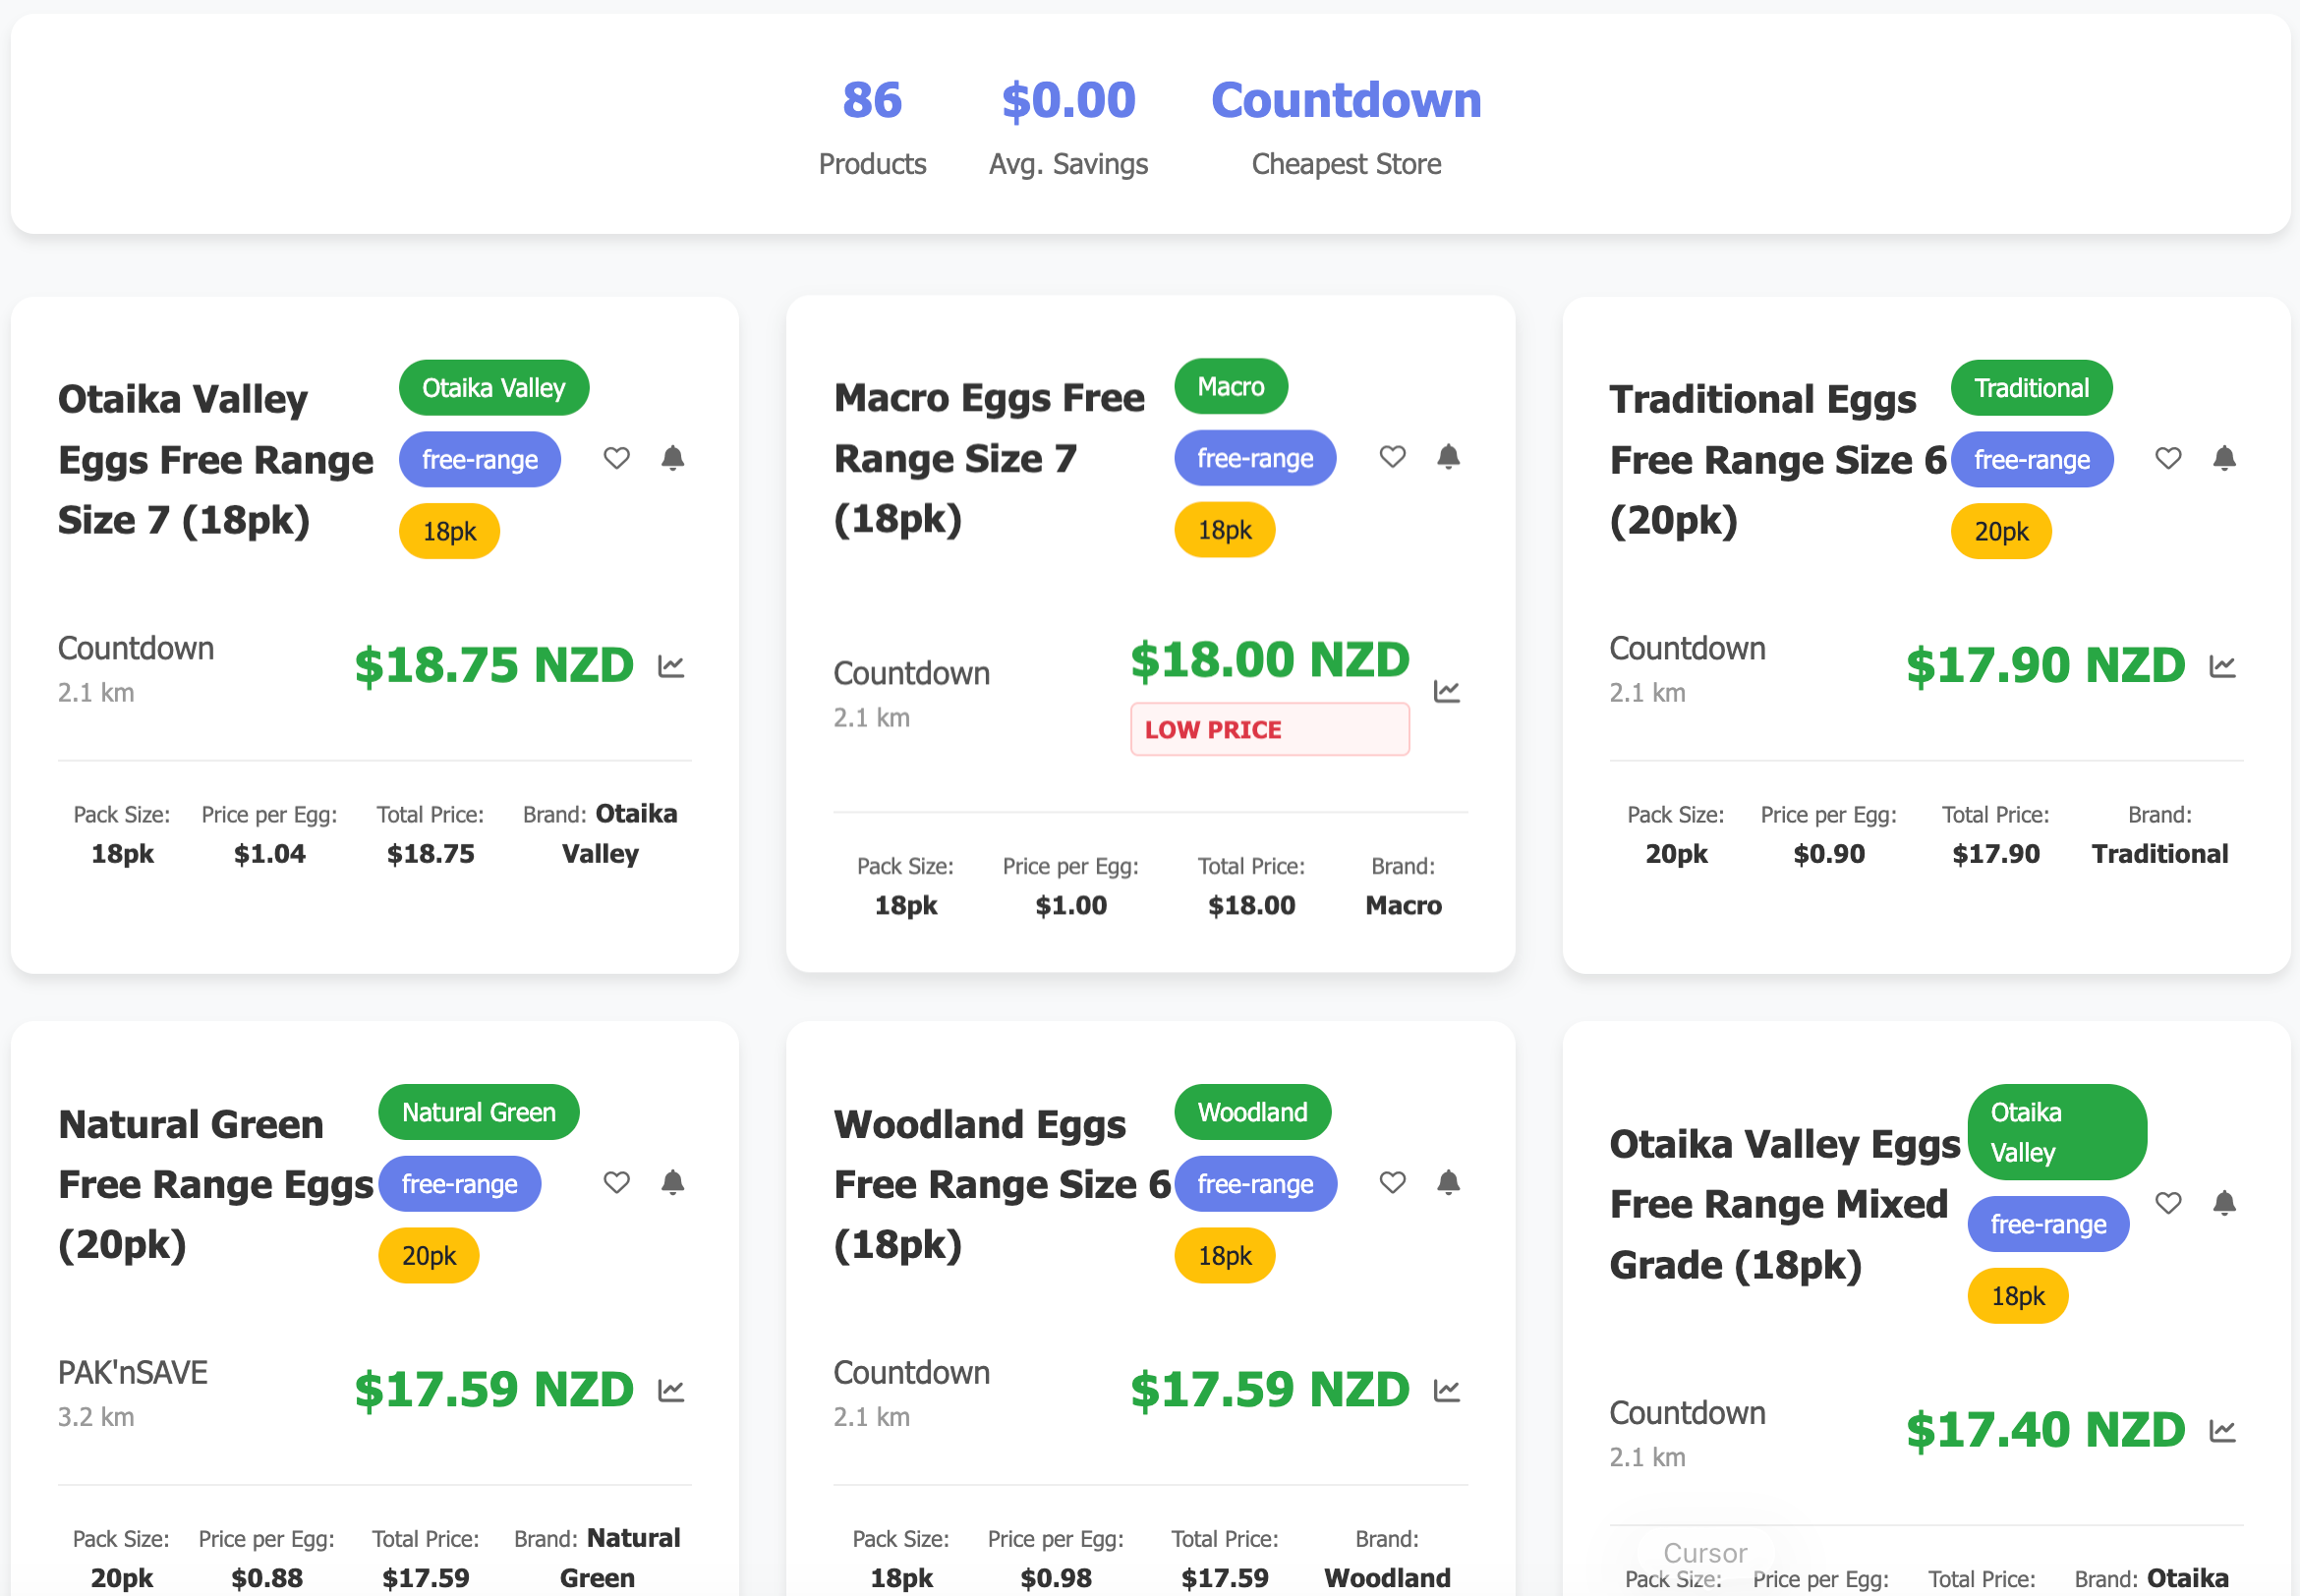 86
Products
$0.00
Avg. Savings
Countdown
Cheapest Store
Otaika Valley
Eggs Free Range
Size 7 (18pk)
Otaika Valley
free-range
18pk
Countdown
2.1 km
$18.75 NZD
Pack Size:
18pk
Price per Egg:
$1.04
Total Price:
$18.75
Brand: Otaika
Valley
Macro Eggs Free
Range Size 7
(18pk)
Macro
free-range
18pk
Countdown
2.1 km
$18.00 NZD
LOW PRICE
Pack Size:
18pk
Price per Egg:
$1.00
Total Price:
$18.00
Brand:
Macro
Traditional Eggs
Free Range Size 6
(20pk)
Traditional
free-range
20pk
Countdown
2.1 km
$17.90 NZD
Pack Size:
20pk
Price per Egg:
$0.90
Total Price:
$17.90
Brand:
Traditional
Natural Green
Free Range Eggs
(20pk)
Natural Green
free-range
20pk
PAK'nSAVE
3.2 km
$17.59 NZD
Pack Size:
20pk
Price per Egg:
$0.88
Total Price:
$17.59
Brand: Natural
Green
Woodland Eggs
Free Range Size 6
(18pk)
Woodland
free-range
18pk
Countdown
2.1 km
$17.59 NZD
Pack Size:
18pk
Price per Egg:
$0.98
Total Price:
$17.59
Brand:
Woodland
Otaika Valley Eggs
Free Range Mixed
Grade (18pk)
Otaika
Valley
free-range
18pk
Countdown
2.1 km
$17.40 NZD
Cursor
Pack Size:
Price per Egg:
Total Price:
Brand: Otaika